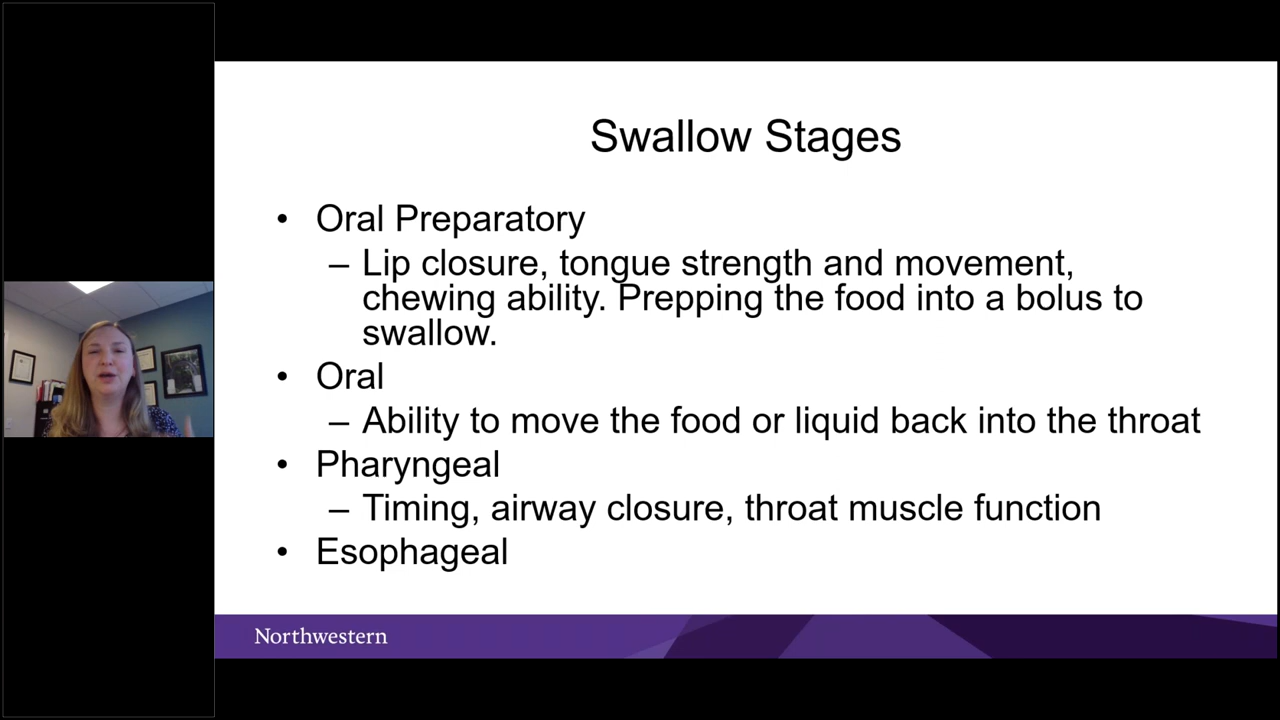 Swallow Stages
• Oral Preparatory
– Lip closure, tongue strength and movement,
chewing ability. Prepping the food into a bolus to
swallow.
• Oral
– Ability to move the food or liquid back into the throat
• Pharyngeal
– Timing, airway closure, throat muscle function
• Esophageal
Northwestern